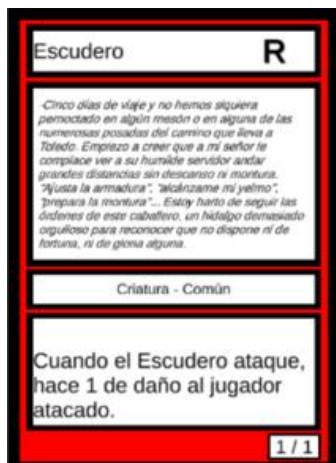 Escudero R
-Cinco días de viaje y no hemos siquiera
pernoctado en algún mesón o en alguna de las
numerosas posadas del camino que lleva a
Toledo. Empiezo a creer que a mi señor le
complace ver a su humilde servidor andar
grandes distancias sin descanso ni montura.
"Ajusta la armadura", "alcánzame mi yelmo",
"prepara la montura"... Estoy harto de seguir las
órdenes de este caballero, un hidalgo demasiado
orgulloso para reconocer que no dispone ni de
fortuna, ni de gloria alguna.
Criatura - Común
Cuando el Escudero ataque,
hace 1 de daño al jugador
atacado.
1 / 1